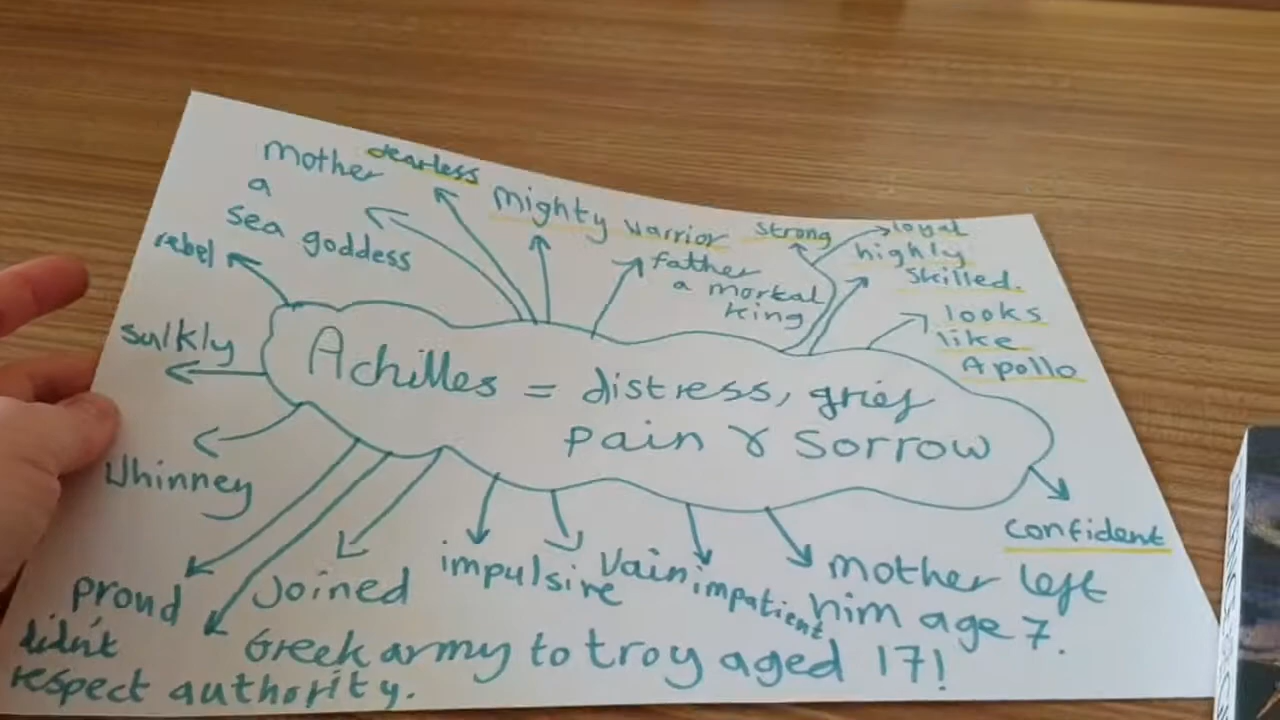 mother
a
sea goddess
fearless
mighty warrior
father
a mortal
king
strong
loyal
highly
skilled.
looks
like
Apollo
rebel
sulkly
Achilles = distress, grief
pain & sorrow
Whinney
confident
proud
didn't
respect authority.
Joined
Greek army to troy aged 17!
impulsive
vain
impatient
mother left
him age 7.